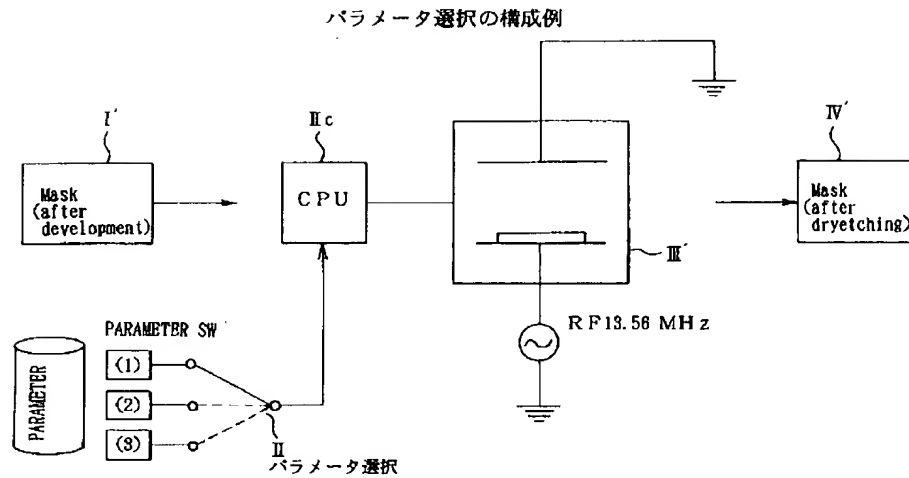 パラメータ選択の構成例
I′
IIc
IV′
Mask
(after
development)
CPU
Mask
(after
dryetching)
III′
RF13.56 MHz
PARAMETER SW
PARAMETER
(1)
(2)
(3)
II
パラメータ選択